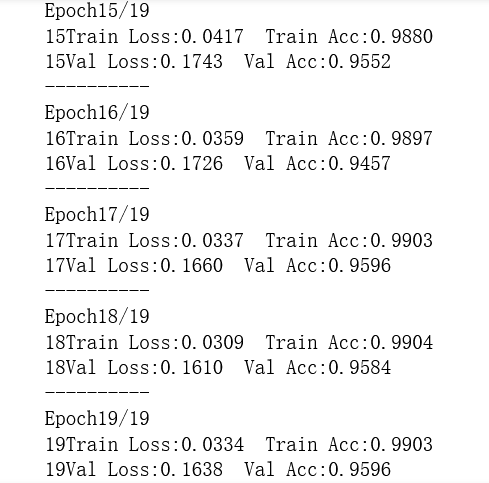 Epoch15/19
15Train Loss:0.0417  Train Acc:0.9880
15Val Loss:0.1743  Val Acc:0.9552
----------
Epoch16/19
16Train Loss:0.0359  Train Acc:0.9897
16Val Loss:0.1726  Val Acc:0.9457
----------
Epoch17/19
17Train Loss:0.0337  Train Acc:0.9903
17Val Loss:0.1660  Val Acc:0.9596
----------
Epoch18/19
18Train Loss:0.0309  Train Acc:0.9904
18Val Loss:0.1610  Val Acc:0.9584
----------
Epoch19/19
19Train Loss:0.0334  Train Acc:0.9903
19Val Loss:0.1638  Val Acc:0.9596